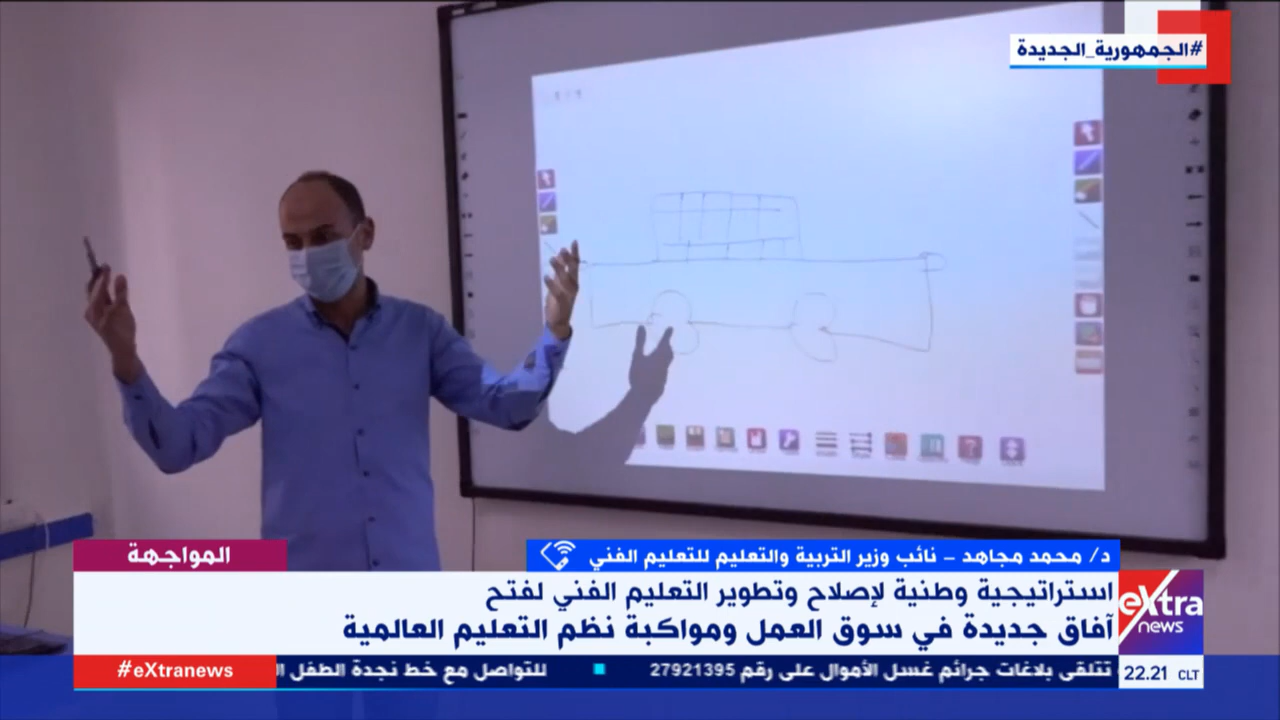 #الجمهورية_الجديدة
المواجهة
د/ محمد مجاهد – نائب وزير التربية والتعليم للتعليم الفني
استراتيجية وطنية لإصلاح وتطوير التعليم الفني لفتح
آفاق جديدة في سوق العمل ومواكبة نظم التعليم العالمية
eXtra news
#eXtranews
تتلقى بلاغات جرائم غسل الأموال على رقم 27921395 ■ للتواصل مع خط نجدة الطفل
22.21 CLT